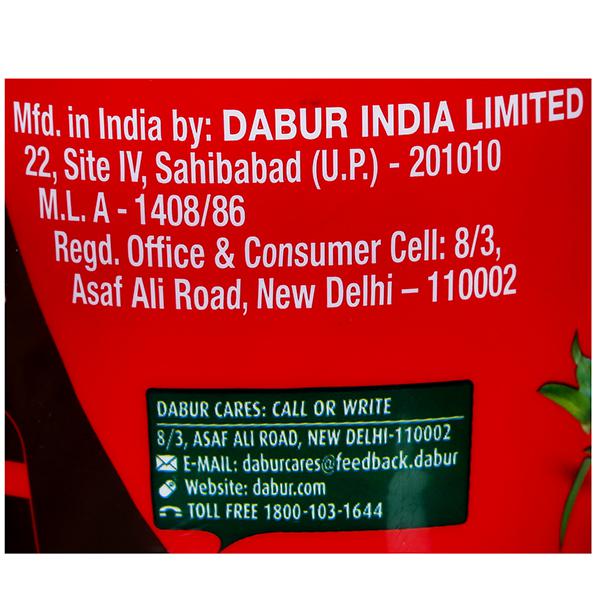 Mfd. in India by: DABUR INDIA LIMITED
22, Site IV, Sahibabad (U.P.) - 201010
M.L. A - 1408/86
Regd. Office & Consumer Cell: 8/3,
Asaf Ali Road, New Delhi – 110002
DABUR CARES: CALL OR WRITE
8/3, ASAF ALI ROAD, NEW DELHI-110002
E-MAIL: daburcares@feedback.dabur
Website: dabur.com
TOLL FREE 1800-103-1644